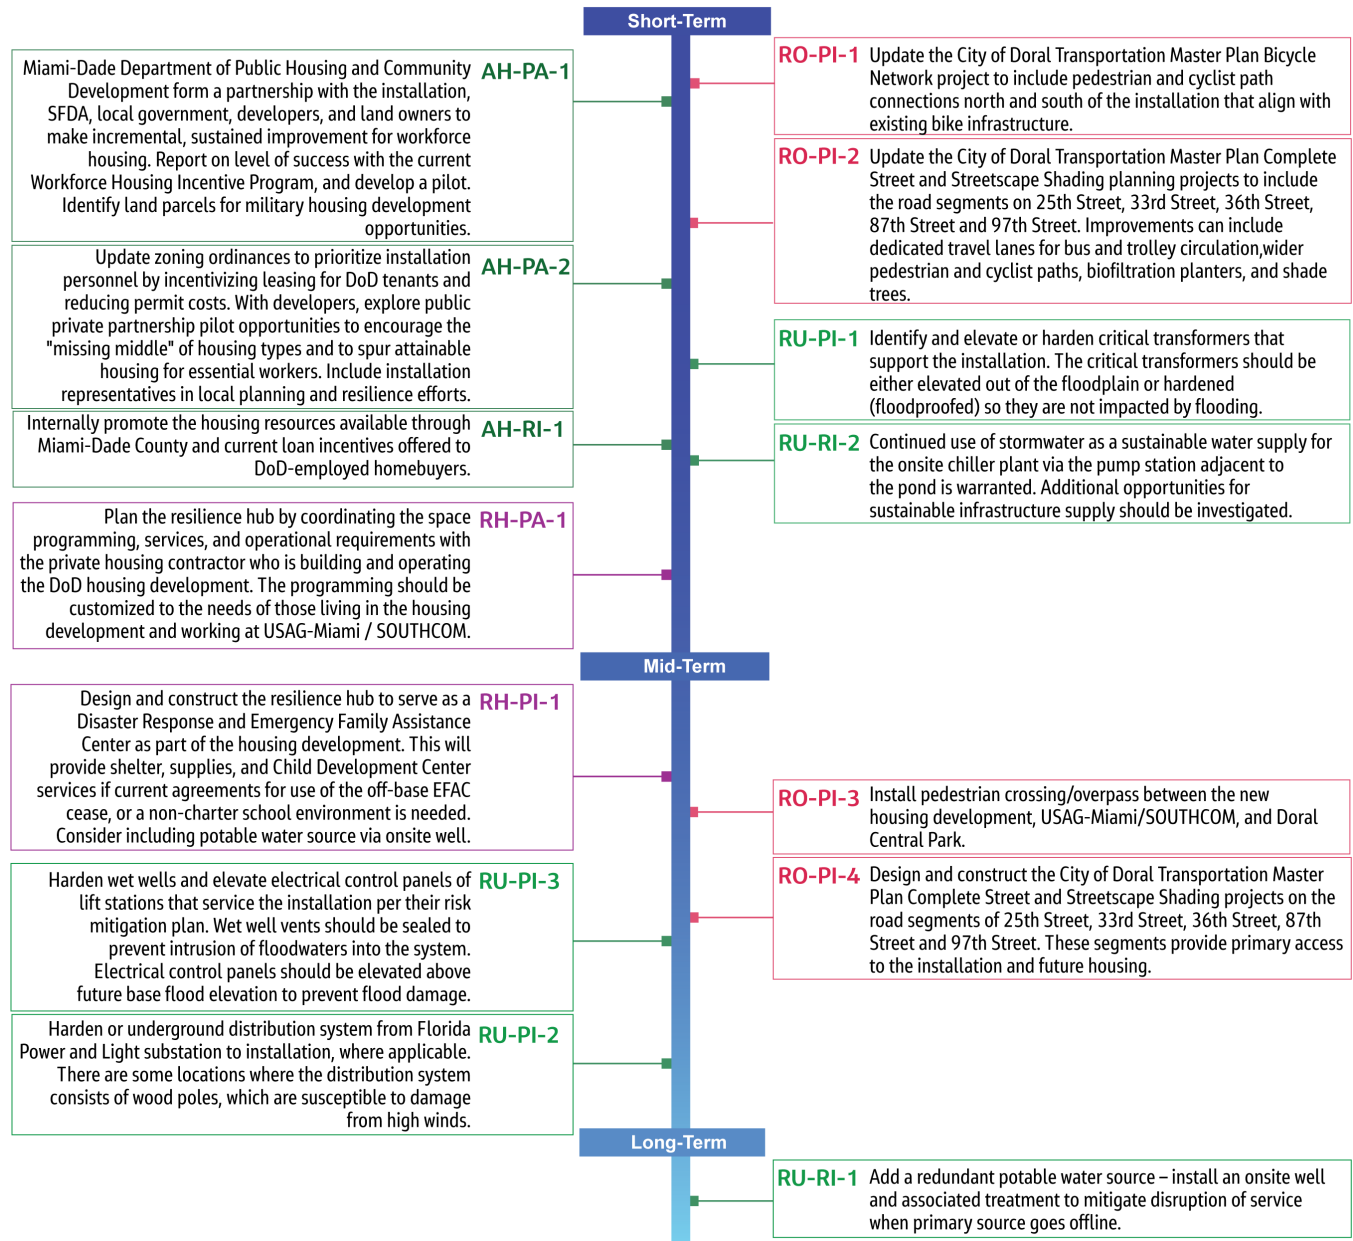 Short-Term
AH-PA-1
Miami-Dade Department of Public Housing and Community
Development form a partnership with the installation,
SFDA, local government, developers, and land owners to
make incremental, sustained improvement for workforce
housing. Report on level of success with the current
Workforce Housing Incentive Program, and develop a pilot.
Identify land parcels for military housing development
opportunities.
AH-PA-2
Update zoning ordinances to prioritize installation
personnel by incentivizing leasing for DoD tenants and
reducing permit costs. With developers, explore public
private partnership pilot opportunities to encourage the
"missing middle" of housing types and to spur attainable
housing for essential workers. Include installation
representatives in local planning and resilience efforts.
AH-RI-1
Internally promote the housing resources available through
Miami-Dade County and current loan incentives offered to
DoD-employed homebuyers.
RH-PA-1
Plan the resilience hub by coordinating the space
programming, services, and operational requirements with
the private housing contractor who is building and operating
the DoD housing development. The programming should be
customized to the needs of those living in the housing
development and working at USAG-Miami / SOUTHCOM.
RO-PI-1
Update the City of Doral Transportation Master Plan Bicycle
Network project to include pedestrian and cyclist path
connections north and south of the installation that align with
existing bike infrastructure.
RO-PI-2
Update the City of Doral Transportation Master Plan Complete
Street and Streetscape Shading planning projects to include
the road segments on 25th Street, 33rd Street, 36th Street,
87th Street and 97th Street. Improvements can include
dedicated travel lanes for bus and trolley circulation,wider
pedestrian and cyclist paths, biofiltration planters, and shade
trees.
RU-PI-1
Identify and elevate or harden critical transformers that
support the installation. The critical transformers should be
either elevated out of the floodplain or hardened
(floodproofed) so they are not impacted by flooding.
RU-RI-2
Continued use of stormwater as a sustainable water supply for
the onsite chiller plant via the pump station adjacent to
the pond is warranted. Additional opportunities for
sustainable infrastructure supply should be investigated.
Mid-Term
RH-PI-1
Design and construct the resilience hub to serve as a
Disaster Response and Emergency Family Assistance
Center as part of the housing development. This will
provide shelter, supplies, and Child Development Center
services if current agreements for use of the off-base EFAC
cease, or a non-charter school environment is needed.
Consider including potable water source via onsite well.
RU-PI-3
Harden wet wells and elevate electrical control panels of
lift stations that service the installation per their risk
mitigation plan. Wet well vents should be sealed to
prevent intrusion of floodwaters into the system.
Electrical control panels should be elevated above
future base flood elevation to prevent flood damage.
RU-PI-2
Harden or underground distribution system from Florida
Power and Light substation to installation, where applicable.
There are some locations where the distribution system
consists of wood poles, which are susceptible to damage
from high winds.
RO-PI-3
Install pedestrian crossing/overpass between the new
housing development, USAG-Miami/SOUTHCOM, and Doral
Central Park.
RO-PI-4
Design and construct the City of Doral Transportation Master
Plan Complete Street and Streetscape Shading projects on the
road segments of 25th Street, 33rd Street, 36th Street, 87th
Street and 97th Street. These segments provide primary access
to the installation and future housing.
Long-Term
RU-RI-1
Add a redundant potable water source – install an onsite well
and associated treatment to mitigate disruption of service
when primary source goes offline.